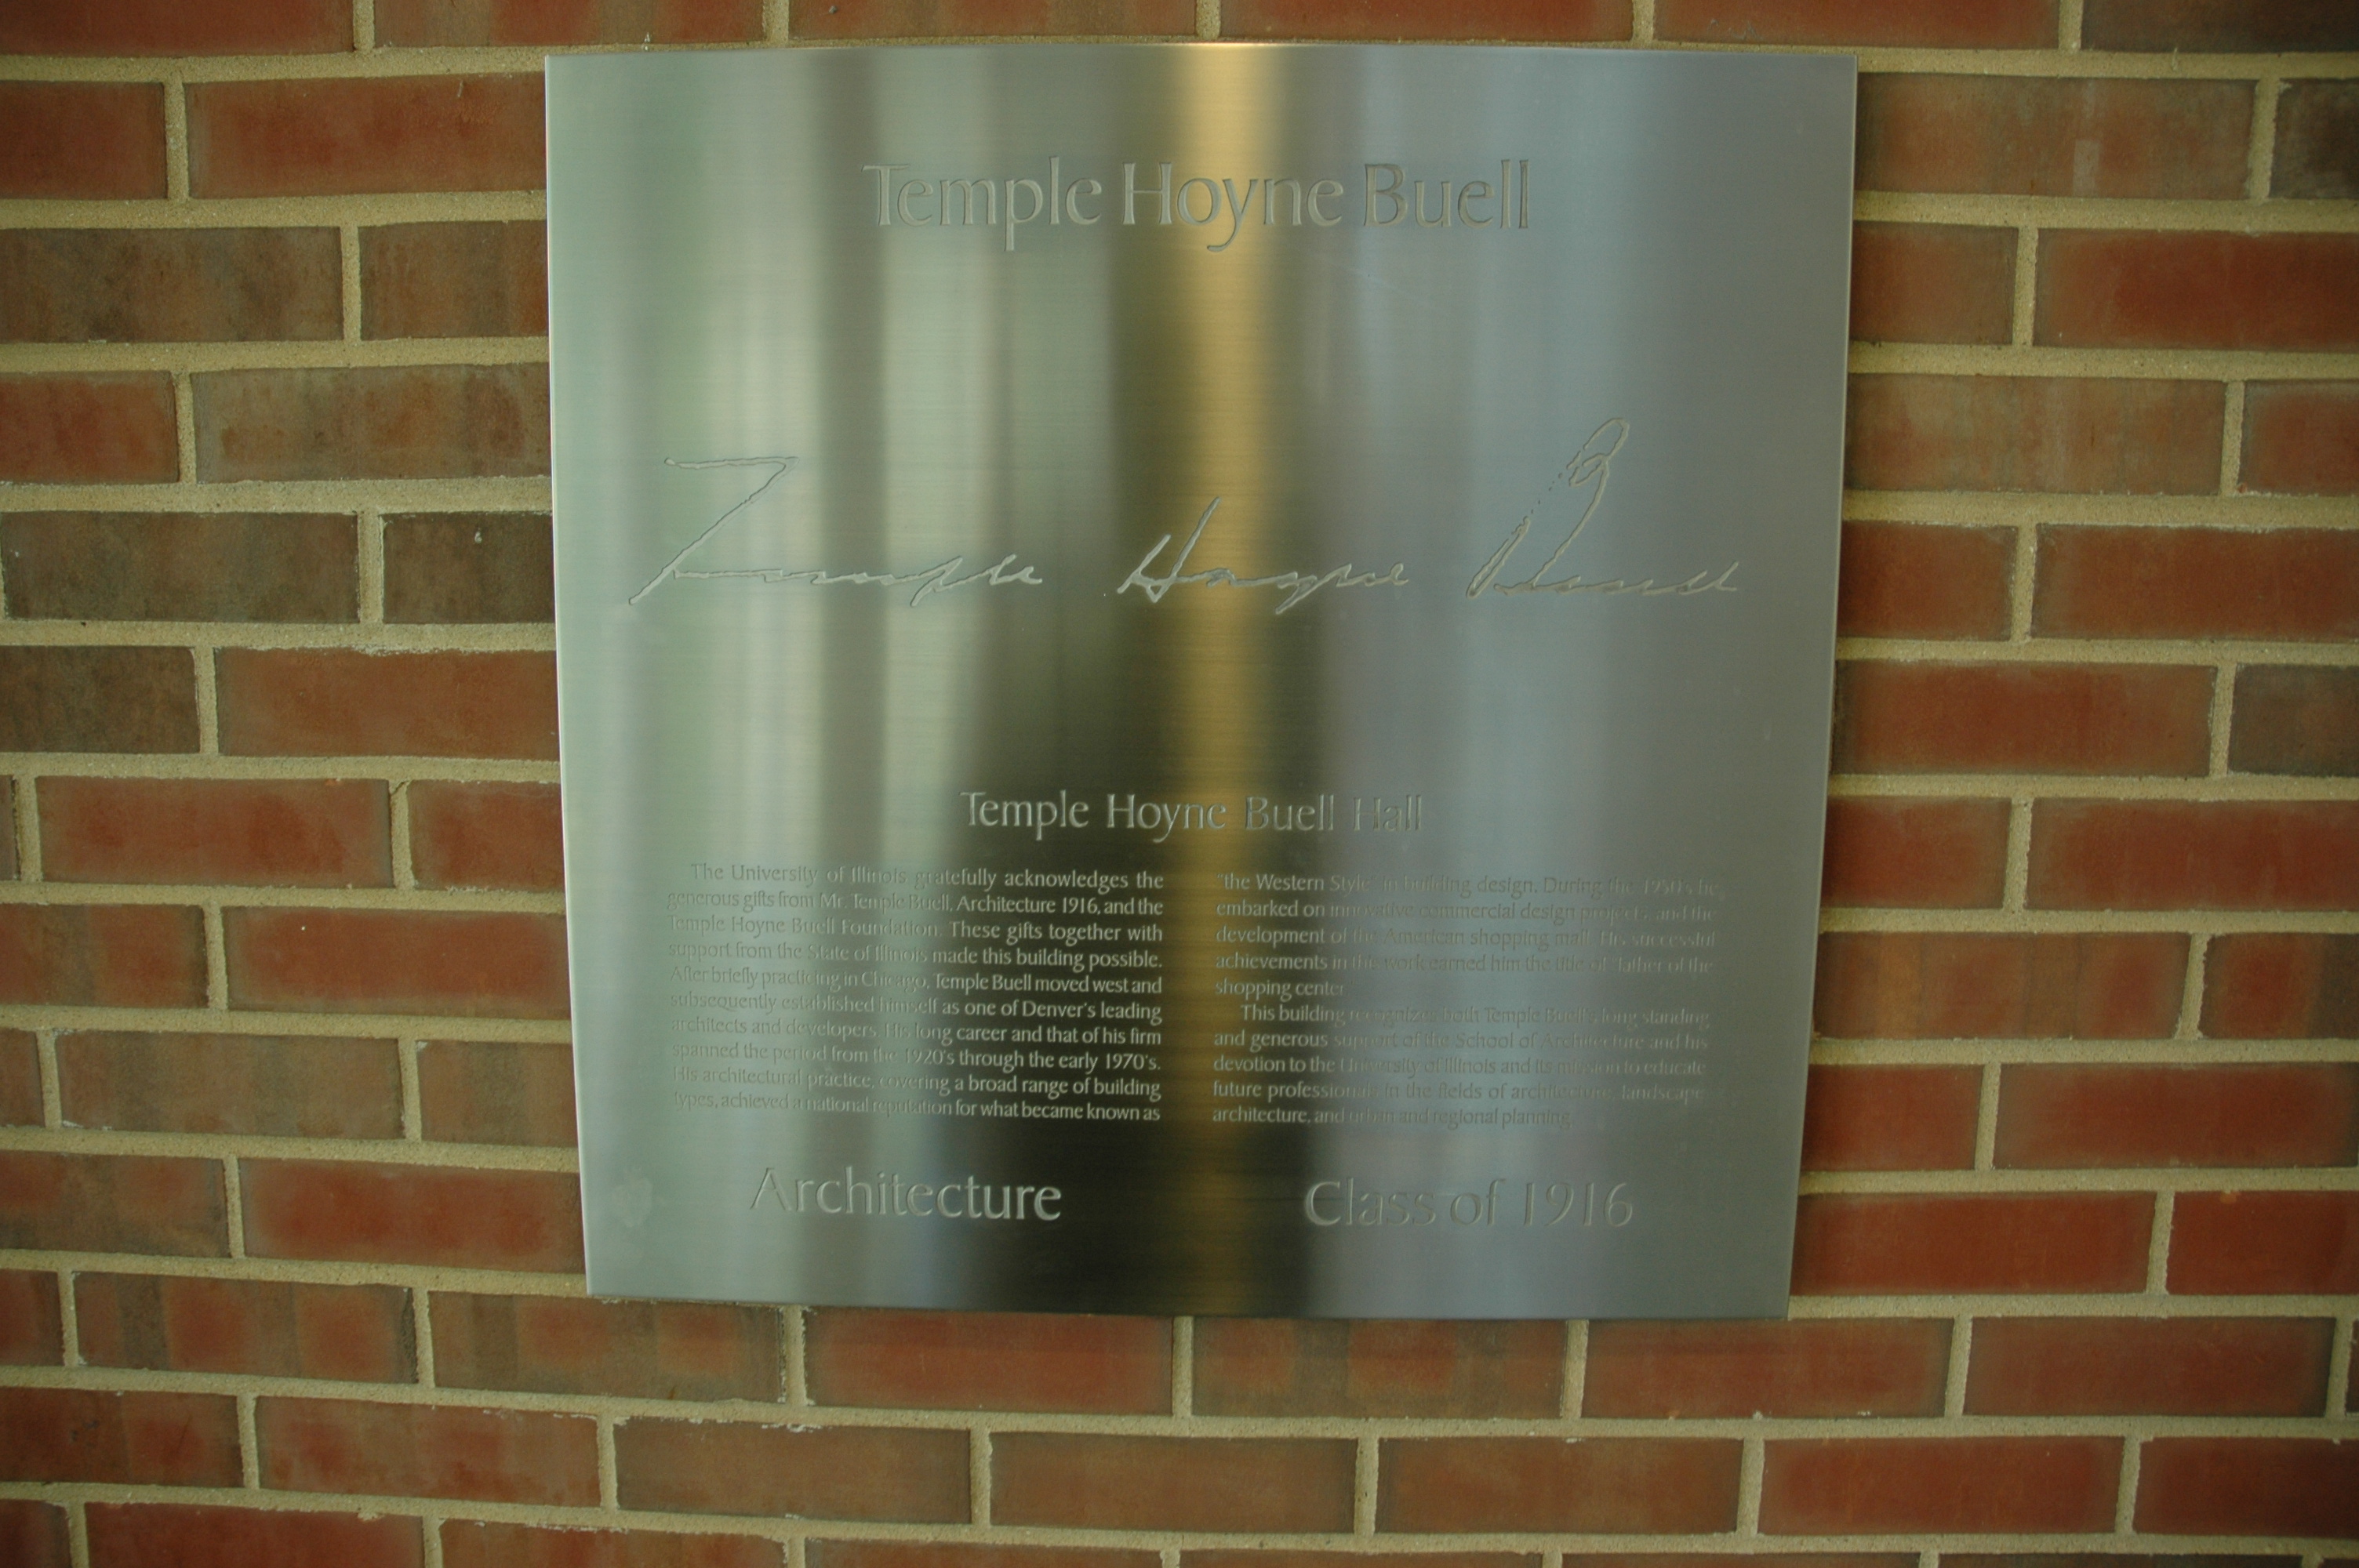 Temple Hoyne Buell
Temple Hoyne Buell
Temple Hoyne Buell Hall
The University of Illinois gratefully acknowledges the
generous gifts from Mr. Temple Buell, Architecture 1916, and the
Temple Hoyne Buell Foundation. These gifts together with
support from the State of Illinois made this building possible.
After briefly practicing in Chicago, Temple Buell moved west and
subsequently established himself as one of Denver's leading
architects and developers. His long career and that of his firm
spanned the period from the 1920's through the early 1970's.
His architectural practice, covering a broad range of building
types, achieved a national reputation for what became known as
"the Western Style" in building design. During the 1950's he
embarked on innovative commercial design projects and the
development of the American shopping mall. His successful
achievements in this work earned him the title of "father of the
shopping center
This building recognizes both Temple Buell's long standing
and generous support of the School of Architecture and his
devotion to the University of Illinois and its mission to educate
future professionals in the fields of architecture, landscape
architecture, and urban and regional planning.
Architecture
Class of 1916